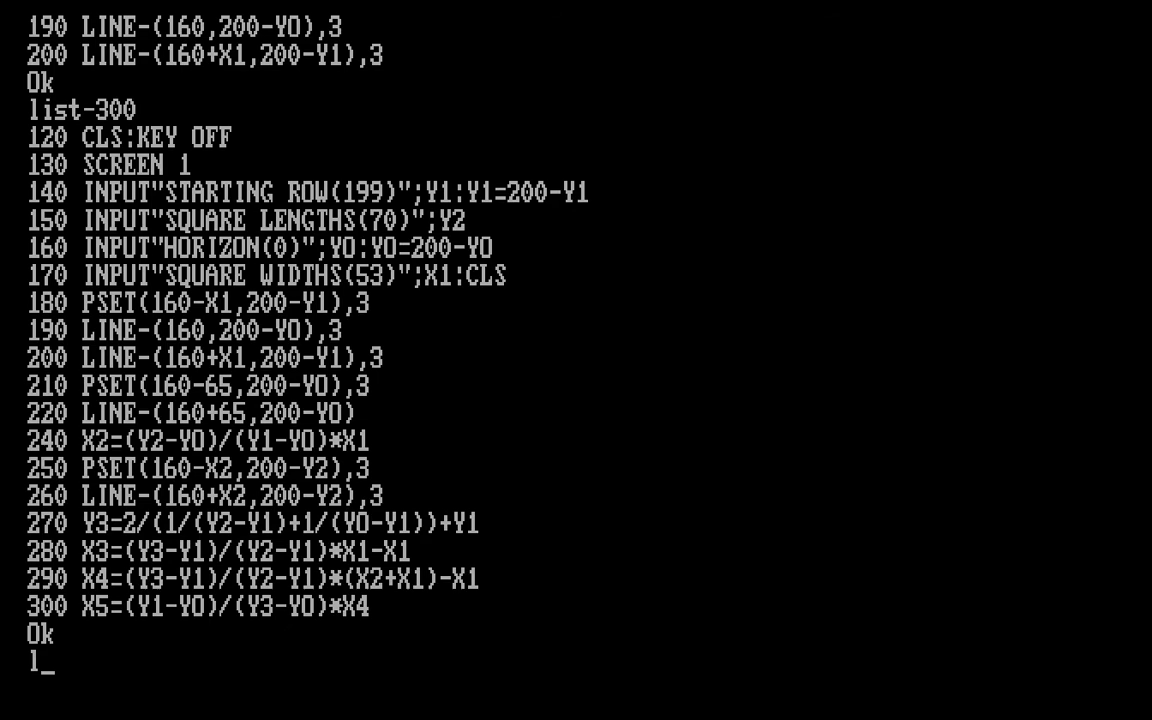 190 LINE-(160,200-Y0),3
200 LINE-(160+X1,200-Y1),3
Ok
list-300
120 CLS:KEY OFF
130 SCREEN 1
140 INPUT"STARTING ROW(199)";Y1:Y1=200-Y1
150 INPUT"SQUARE LENGTHS(70)";Y2
160 INPUT"HORIZON(0)";Y0:Y0=200-Y0
170 INPUT"SQUARE WIDTHS(53)";X1:CLS
180 PSET(160-X1,200-Y1),3
190 LINE-(160,200-Y0),3
200 LINE-(160+X1,200-Y1),3
210 PSET(160-65,200-Y0),3
220 LINE-(160+65,200-Y0)
240 X2=(Y2-Y0)/(Y1-Y0)*X1
250 PSET(160-X2,200-Y2),3
260 LINE-(160+X2,200-Y2),3
270 Y3=2/(1/(Y2-Y1)+1/(Y0-Y1))+Y1
280 X3=(Y3-Y1)/(Y2-Y1)*X1-X1
290 X4=(Y3-Y1)/(Y2-Y1)*(X2+X1)-X1
300 X5=(Y1-Y0)/(Y3-Y0)*X4
Ok
l_